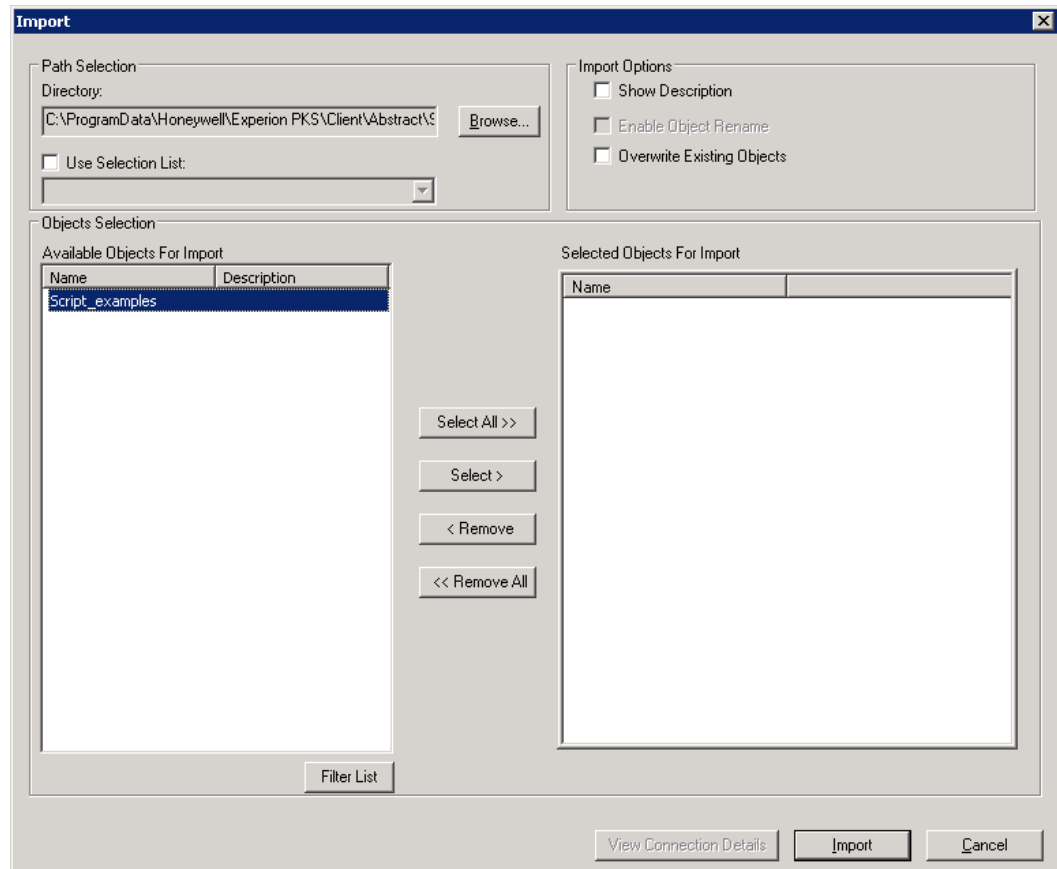 Import
Path Selection
Directory:
C:\ProgramData\Honeywell\Experion PKS\Client\Abstract\S
Browse...
Use Selection List:
Import Options
Show Description
Enable Object Rename
Overwrite Existing Objects
Objects Selection
Available Objects For Import
Name Description
Script_examples
Select All >>
Select >
< Remove
<< Remove All
Filter List
Selected Objects For Import
Name
View Connection Details
Import
Cancel